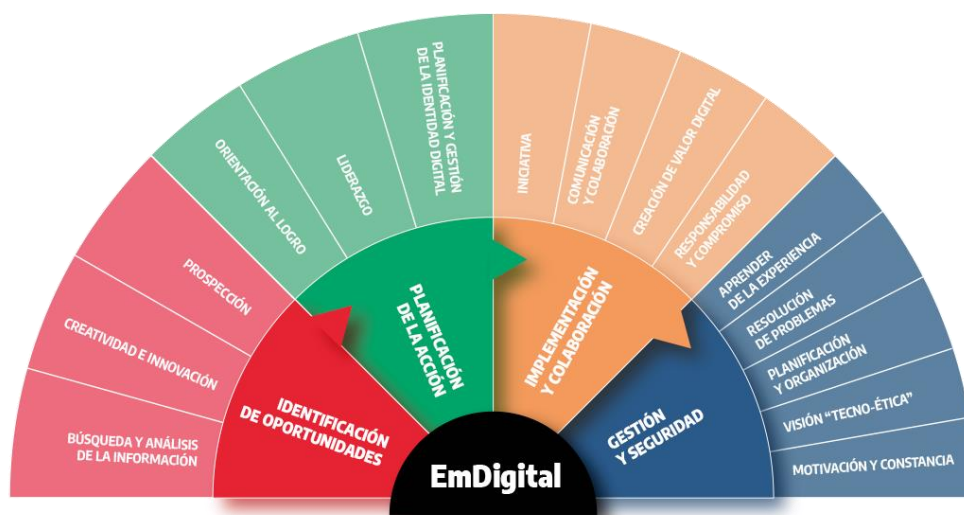 BÚSQUEDA Y ANÁLISIS
DE LA INFORMACIÓN
CREATIVIDAD E INNOVACIÓN
PROSPECCIÓN
ORIENTACIÓN AL LOGRO
LIDERAZGO
PLANIFICACIÓN Y GESTIÓN
DE LA IDENTIDAD DIGITAL
INICIATIVA
COMUNICACIÓN
Y COLABORACIÓN
CREACIÓN DE VALOR DIGITAL
RESPONSABILIDAD
Y COMPROMISO
APRENDER
DE LA EXPERIENCIA
RESOLUCIÓN
DE PROBLEMAS
PLANIFICACIÓN
Y ORGANIZACIÓN
VISIÓN “TECNO-ÉTICA”
MOTIVACIÓN Y CONSTANCIA
IDENTIFICACIÓN
DE OPORTUNIDADES
PLANIFICACIÓN
DE LA ACCIÓN
IMPLEMENTACIÓN
Y COLABORACIÓN
GESTIÓN
Y SEGURIDAD
EmDigital